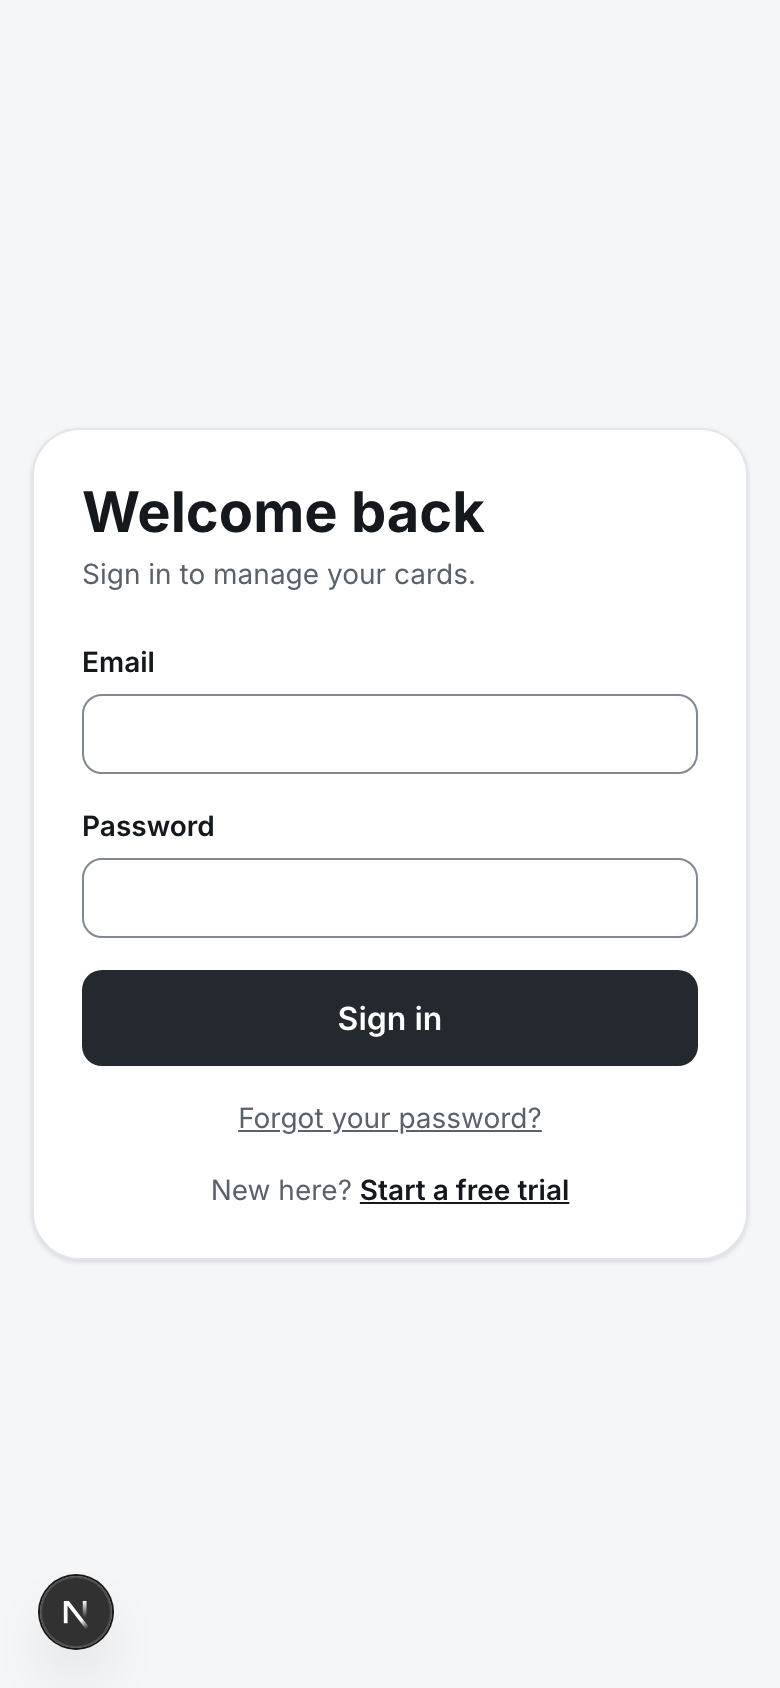 Welcome back
Sign in to manage your cards.
Email
Password
Sign in
Forgot your password?
New here? Start a free trial
N